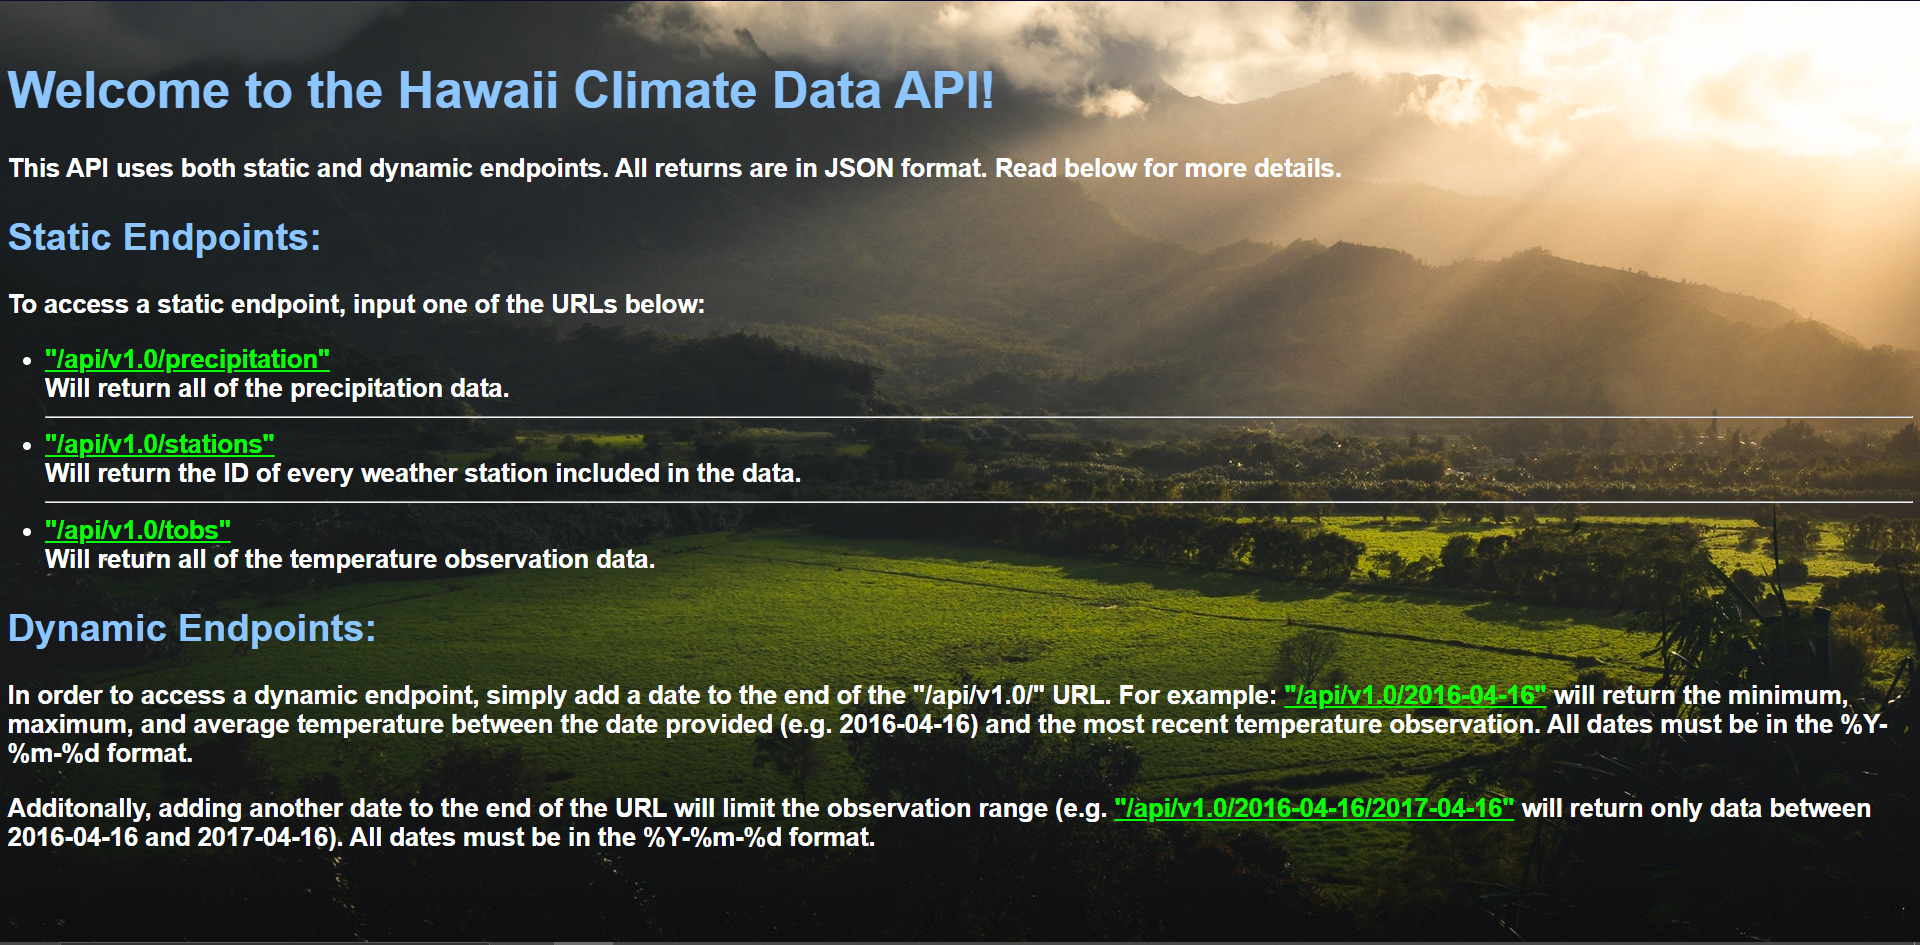 Welcome to the Hawaii Climate Data API!
This API uses both static and dynamic endpoints. All returns are in JSON format. Read below for more details.
Static Endpoints:
To access a static endpoint, input one of the URLs below:
"/api/v1.0/precipitation"
Will return all of the precipitation data.
"/api/v1.0/stations"
Will return the ID of every weather station included in the data.
"/api/v1.0/tobs"
Will return all of the temperature observation data.
Dynamic Endpoints:
In order to access a dynamic endpoint, simply add a date to the end of the "/api/v1.0/" URL. For example: "/api/v1.0/2016-04-16" will return the minimum,
maximum, and average temperature between the date provided (e.g. 2016-04-16) and the most recent temperature observation. All dates must be in the %Y-
%m-%d format.
Additonally, adding another date to the end of the URL will limit the observation range (e.g. "/api/v1.0/2016-04-16/2017-04-16" will return only data between
2016-04-16 and 2017-04-16). All dates must be in the %Y-%m-%d format.